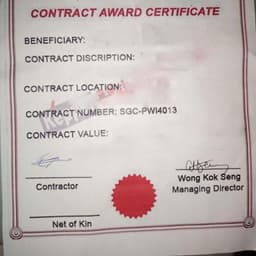 CONTRACT AWARD CERTIFICATE
BENEFICIARY:
CONTRACT DISCRIPTION:
CONTRACT LOCATION:
CONTRACT NUMBER: SGC-PWI4013
CONTRACT VALUE:
Contractor
Wong Kok Seng
Managing Director
Net of Kin